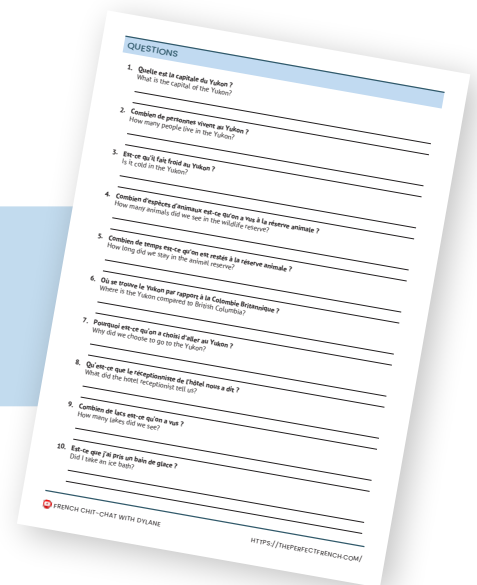 QUESTIONS
1. Quelle est la capitale du Yukon ?
What is the capital of the Yukon?
2. Combien de personnes vivent au Yukon ?
How many people live in the Yukon?
3. Est-ce qu'il fait froid au Yukon ?
Is it cold in the Yukon?
4. Combien d'espèces d'animaux est-ce qu'on a vus à la réserve animale ?
How many animals did we see in the wildlife reserve?
5. Combien de temps est-ce qu'on est restés à la réserve animale ?
How long did we stay in the animal reserve?
6. Où se trouve le Yukon par rapport à la Colombie Britannique ?
Where is the Yukon compared to British Columbia?
7. Pourquoi est-ce qu'on a choisi d'aller au Yukon ?
Why did we choose to go to the Yukon?
8. Qu'est-ce que le réceptionniste de l'hôtel nous a dit ?
What did the hotel receptionist tell us?
9. Combien de lacs est-ce qu'on a vus ?
How many lakes did we see?
10. Est-ce que j'ai pris un bain de glace ?
Did I take an ice bath?
FRENCH CHIT-CHAT WITH DYLANE
HTTPS://THEPERFECTFRENCH.COM/